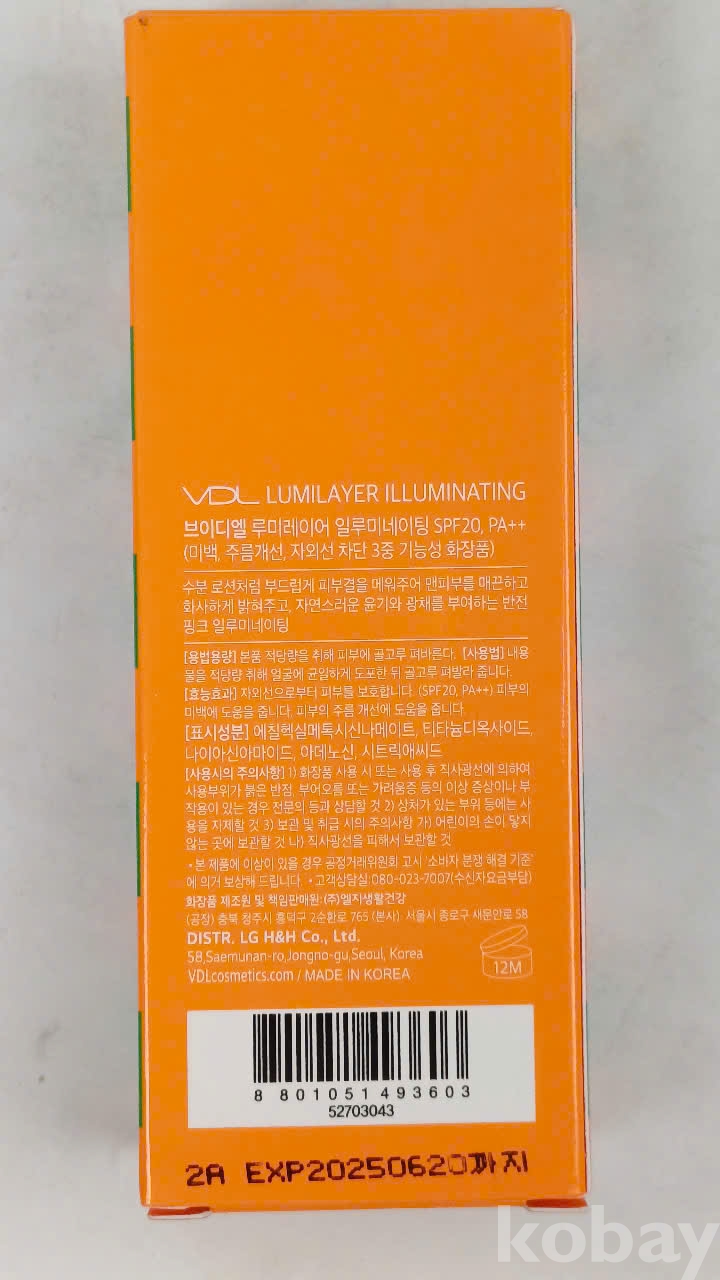 VDL LUMILAYER ILLUMINATING
브이디엘 루미레이어 일루미네이팅 SPF20, PA++
(미백, 주름개선, 자외선 차단 3중 기능성 화장품)
수분 로션처럼 부드럽게 피부결을 메워주어 맨피부를 매끈하고
화사하게 밝혀주고, 자연스러운 윤기와 광채를 부여하는 반전
핑크 일루미네이팅
[용법용량] 본품 적당량을 취해 피부에 골고루 펴바른다. [사용법] 내용
물을 적당량 취해 얼굴에 균일하게 도포한 뒤 골고루 펴발라 줍니다.
[효능효과] 자외선으로부터 피부를 보호합니다. (SPF20, PA++) 피부의
미백에 도움을 줍니다. 피부의 주름 개선에 도움을 줍니다.
[표시성분] 에칠헥실메톡시신나메이트, 티타늄디옥사이드,
나이아신아마이드, 아데노신, 시트릭애씨드
[사용시의 주의사항] 1) 화장품 사용 시 또는 사용 후 직사광선에 의하여
사용부위가 붉은 반점, 부어오름 또는 가려움증 등의 이상 증상이나 부
작용이 있는 경우 전문의 등과 상담할 것 2) 상처가 있는 부위 등에는 사
용을 자제할 것 3) 보관 및 취급 시의 주의사항 가) 어린이의 손이 닿지
않는 곳에 보관할 것 나) 직사광선을 피해서 보관할 것
• 본 제품에 이상이 있을 경우 공정거래위원회 고시 소비자 분쟁 해결 기준
에 의거 보상해 드립니다. • 고객상담실 080-023-7007(수신자요금부담)
화장품 제조원 및 책임판매원: (주)엘지생활건강
(공장) 충북 청주시 흥덕구 2순환로 765 (본사) 서울시 종로구 새문안로 58
DISTR. LG H&H Co., Ltd.
58,Saemunan-ro,Jongno-gu,Seoul, Korea
VDLcosmetics.com / MADE IN KOREA
12M
8 801051 493603
52703043
2A EXP20250620까지
kobay